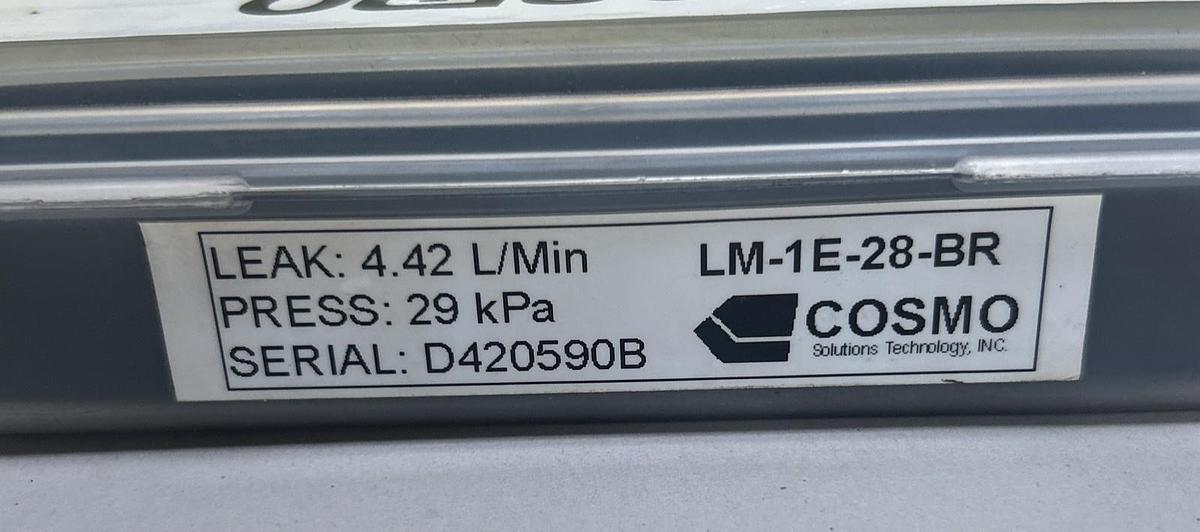 LEAK: 4.42 L/Min
PRESS: 29 kPa
SERIAL: D420590B
LM-1E-28-BR
COSMO
Solutions Technology, INC.